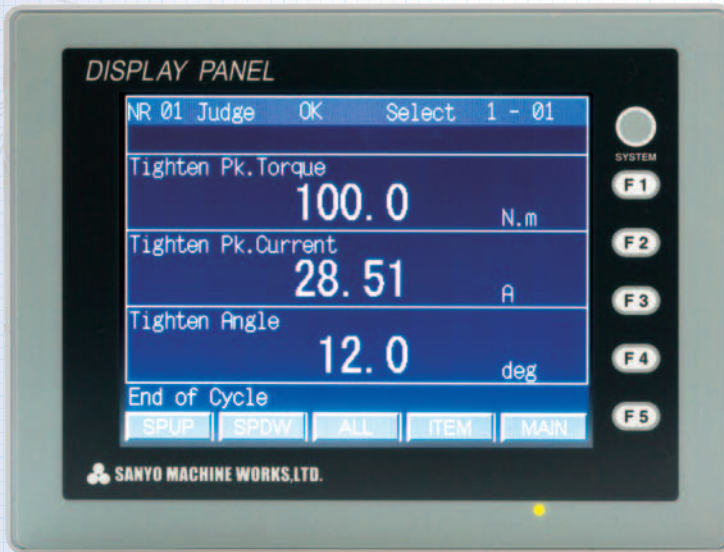 DISPLAY PANEL
NR 01 Judge OK Select 1 - 01
Tighten Pk.Torque
100.0 N.m
Tighten Pk.Current
28.51 A
Tighten Angle
12.0 deg
End of Cycle
SPUP SPDW ALL ITEM MAIN.
SYSTEM
F1
F2
F3
F4
F5
SANYO MACHINE WORKS,LTD.